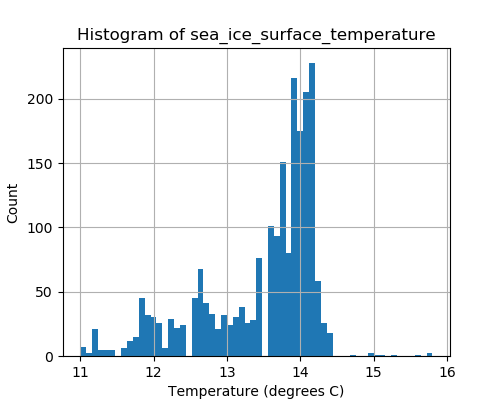 Histogram of sea_ice_surface_temperature
200
150
100
50
0
Count
11 12 13 14 15 16
Temperature (degrees C)